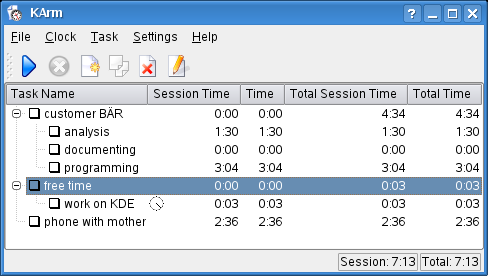 KArm
File Clock Task Settings Help
Task Name Session Time Time Total Session Time Total Time
customer BÄR 0:00 0:00 4:34 4:34
analysis 1:30 1:30 1:30 1:30
documenting 0:00 0:00 0:00 0:00
programming 3:04 3:04 3:04 3:04
free time 0:00 0:00 0:03 0:03
work on KDE 0:03 0:03 0:03 0:03
phone with mother 2:36 2:36 2:36 2:36
Session: 7:13 Total: 7:13